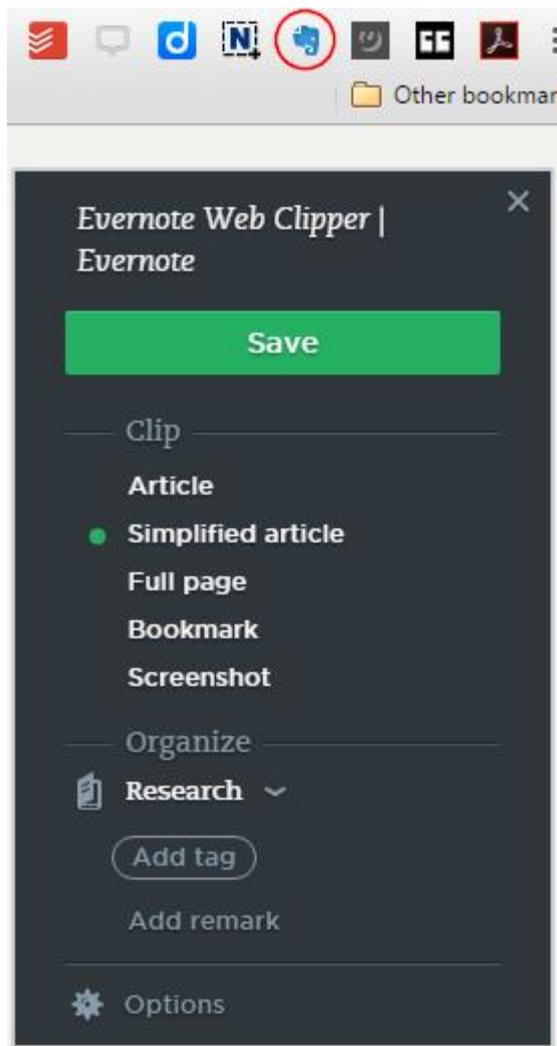 Other bookmar
Evernote Web Clipper |
Evernote
Save
Clip
Article
Simplified article
Full page
Bookmark
Screenshot
Organize
Research
Add tag
Add remark
Options